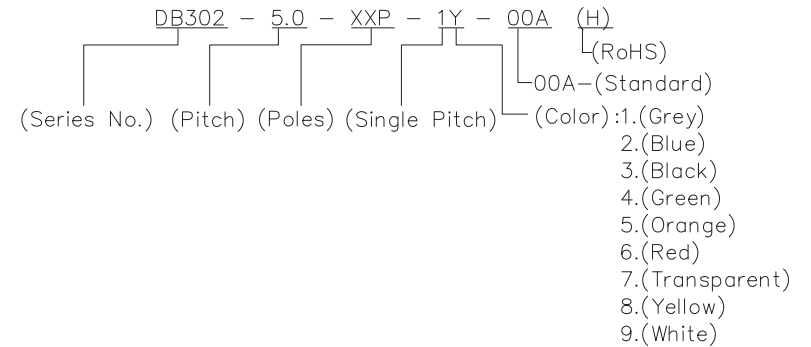 DB302 - 5.0 - XXP - 1Y - 00A (H)
(RoHS)
00A-(Standard)
(Series No.) (Pitch) (Poles) (Single Pitch) (Color):1.(Grey)
2.(Blue)
3.(Black)
4.(Green)
5.(Orange)
6.(Red)
7.(Transparent)
8.(Yellow)
9.(White)